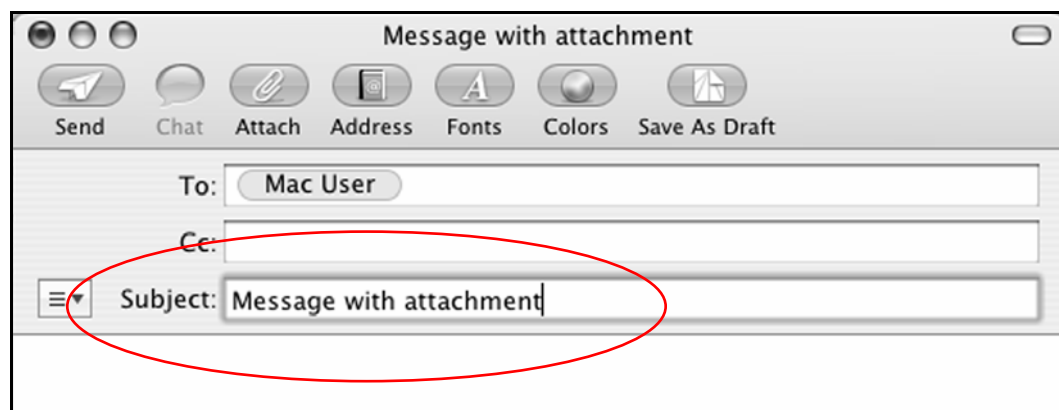 Message with attachment
Send Chat Attach Address Fonts Colors Save As Draft
To: Mac User
Cc:
Subject: Message with attachment